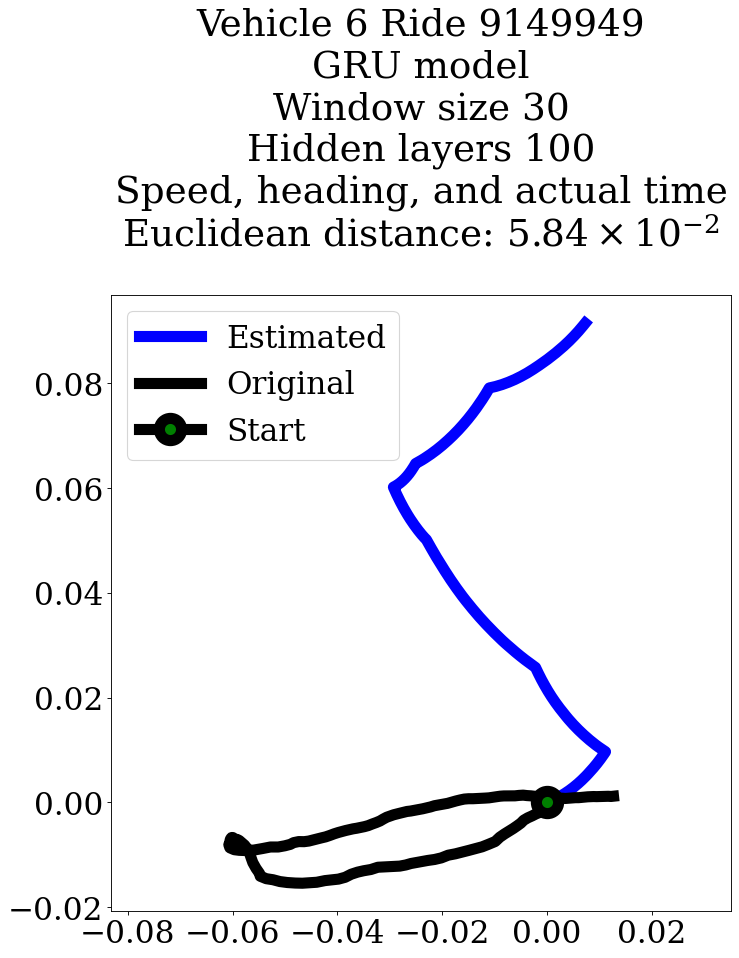 Vehicle 6 Ride 9149949
GRU model
Window size 30
Hidden layers 100
Speed, heading, and actual time
Euclidean distance: 5.84 × 10⁻²
Estimated
Original
Start
0.08
0.06
0.04
0.02
0.00
−0.02
−0.08 −0.06 −0.04 −0.02 0.00 0.02